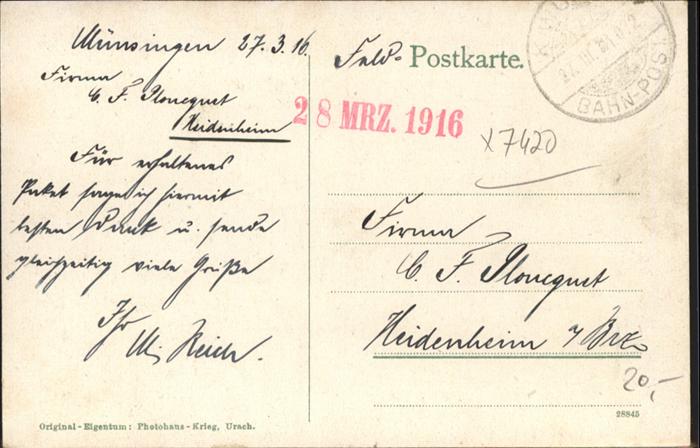 Münsingen 27.3.16.
Firma
C. F. Ploucquet
Heidenheim
Für erhaltenes
Paket sage ich hiermit
besten Dank u. sende
gleichzeitig viele Grüße
Ihr
Reich.
Original-Eigentum: Photohaus-Krieg, Urach.
Feld- Postkarte.
BAHN-POST
28 MRZ. 1916
x7420
Firma
C. F. Ploucquet
Heidenheim a/Brz
20,-
28845